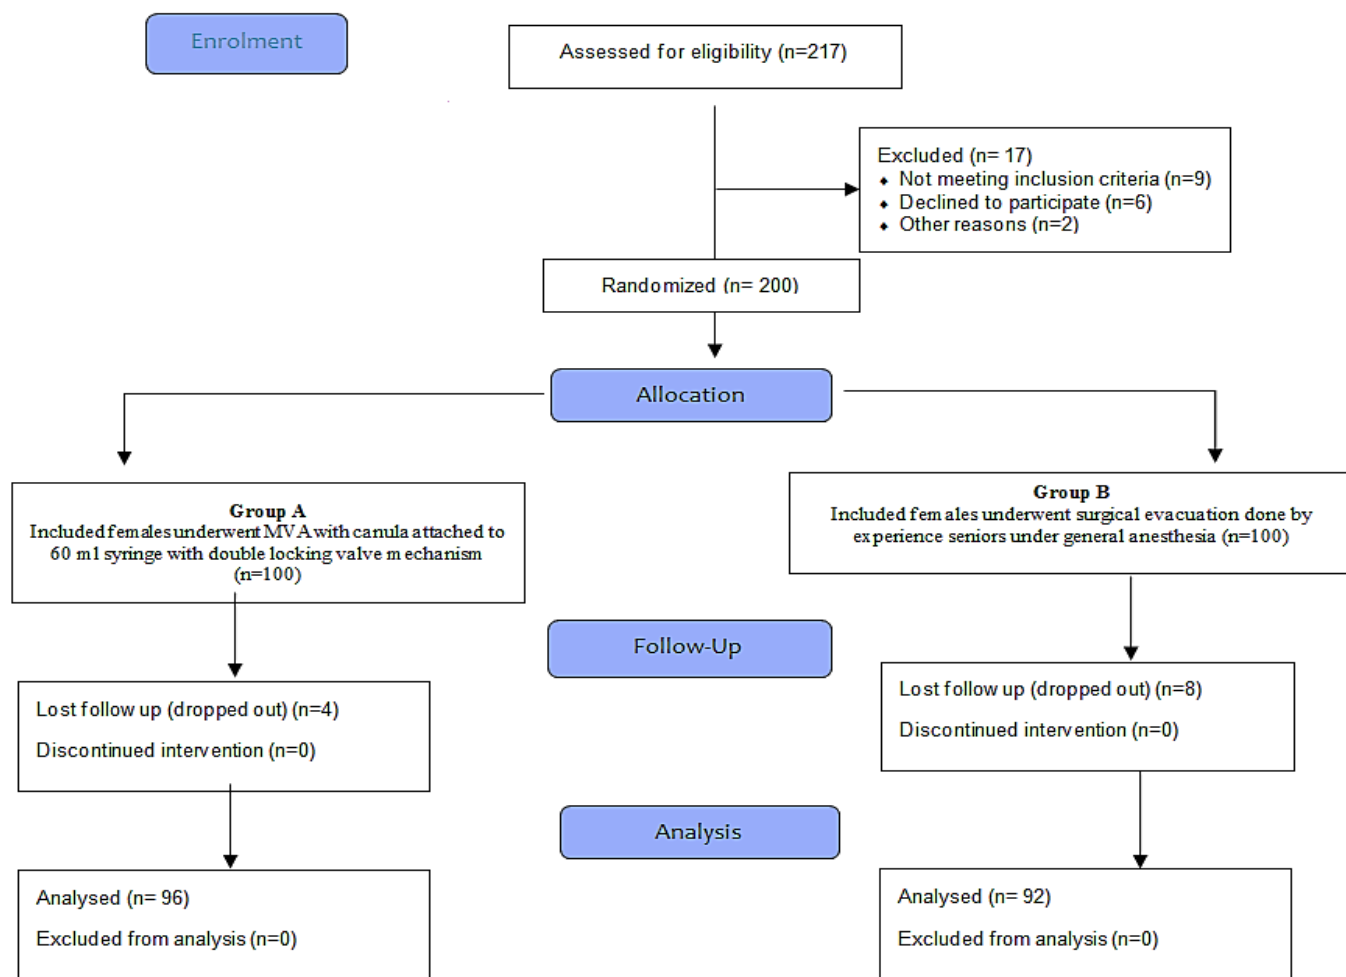 Enrolment
Assessed for eligibility (n=217)
Excluded (n= 17)
⬥ Not meeting inclusion criteria (n=9)
⬥ Declined to participate (n=6)
⬥ Other reasons (n=2)
Randomized (n= 200)
Allocation
Group A
Included females underwent MVA with canula attached to
60 ml syringe with double locking valve mechanism
(n=100)
Group B
Included females underwent surgical evacuation done by
experience seniors under general anesthesia (n=100)
Follow-Up
Lost follow up (dropped out) (n=4)
Discontinued intervention (n=0)
Lost follow up (dropped out) (n=8)
Discontinued intervention (n=0)
Analysis
Analysed (n= 96)
Excluded from analysis (n=0)
Analysed (n= 92)
Excluded from analysis (n=0)